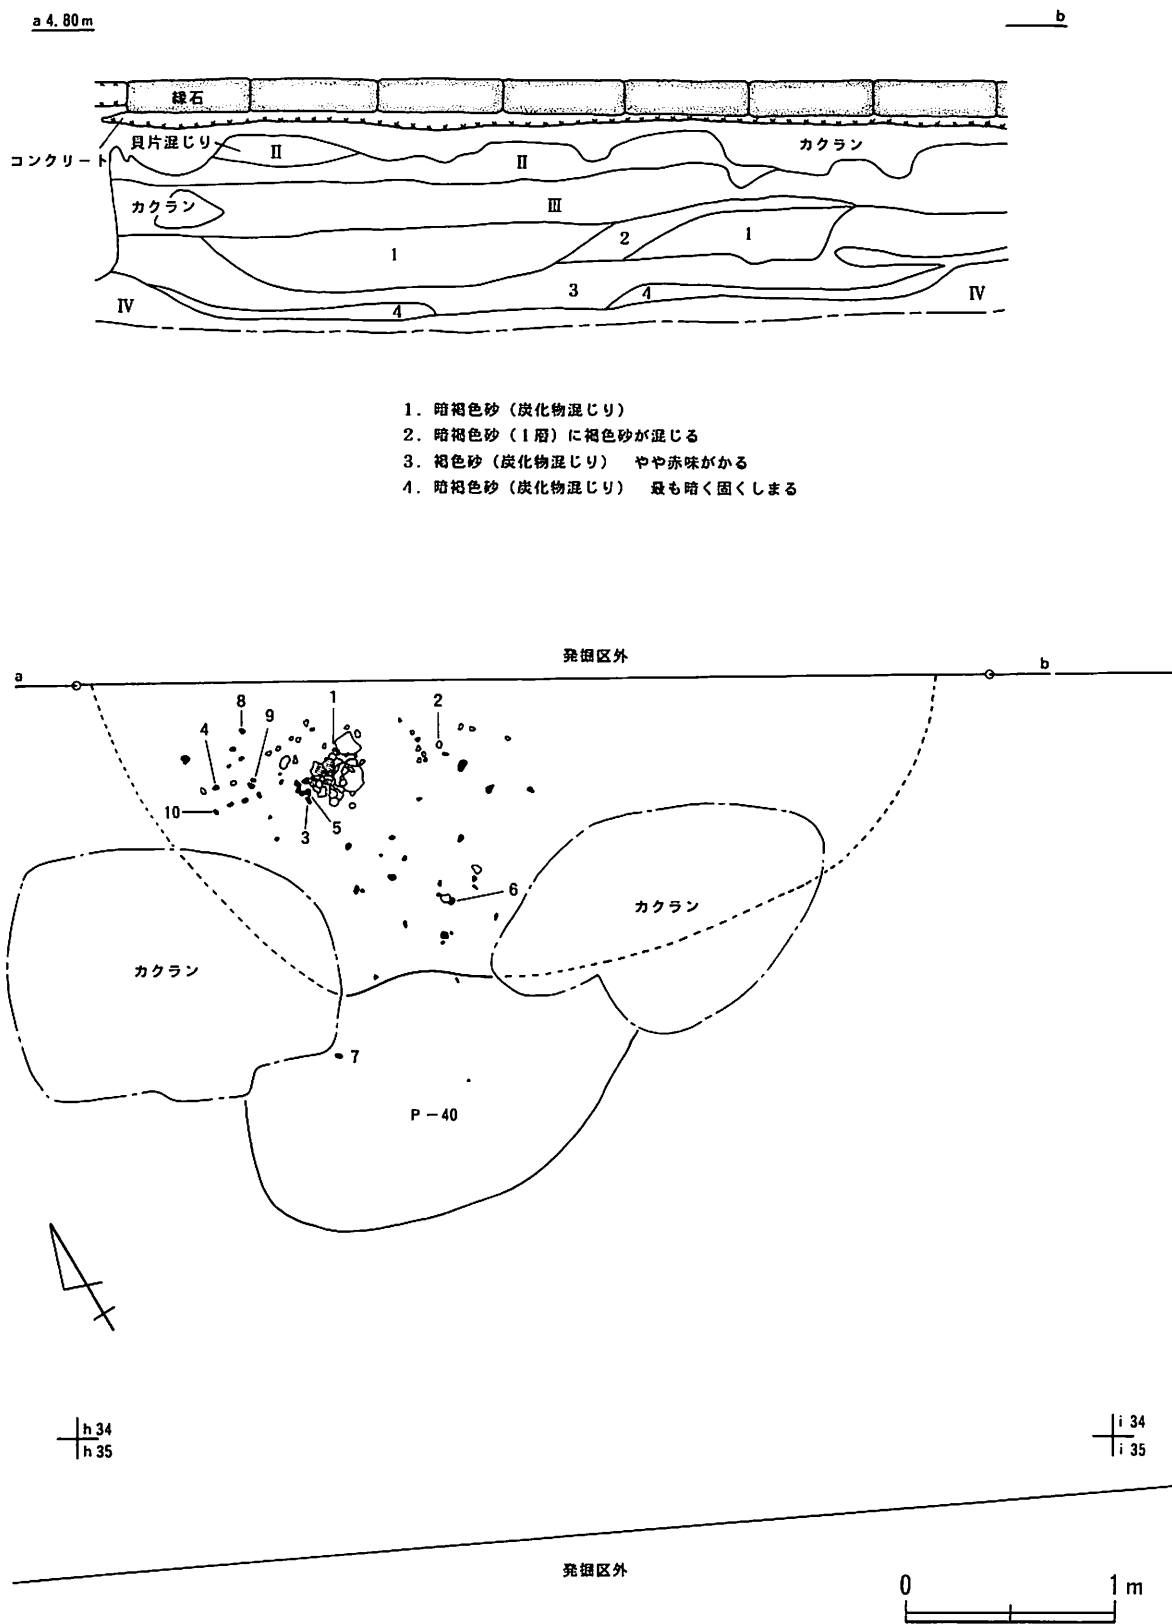 a 4.80m
b
縁石
コンクリート
貝片混じり
Ⅱ
Ⅱ
カクラン
カクラン
Ⅲ
1
2
1
3
4
4
Ⅳ
Ⅳ
1. 暗褐色砂（炭化物混じり）
2. 暗褐色砂（1層）に褐色砂が混じる
3. 褐色砂（炭化物混じり） やや赤味がかる
4. 暗褐色砂（炭化物混じり） 最も暗く固くしまる
発掘区外
a
b
8
9
1
2
4
10
3
5
6
カクラン
カクラン
7
P-40
h 34
h 35
i 34
i 35
発掘区外
0
1 m